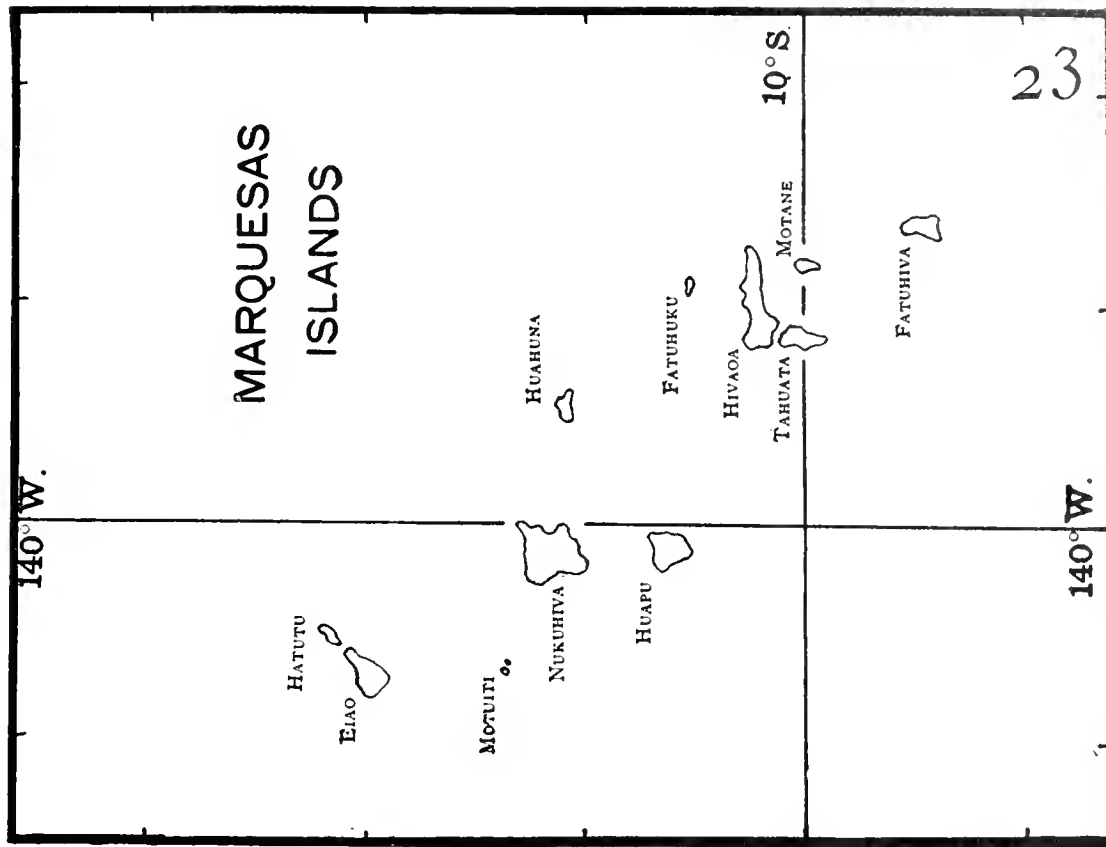 MARQUESAS
ISLANDS
140° W.
10° S.
HATUTU
EIAO
MOTUITI
NUKUHIVA
HUAHUNA
HUAPU
FATUHUKU
HIVAOA
TAHUATA
MOTANE
FATUHIVA
140° W.
23